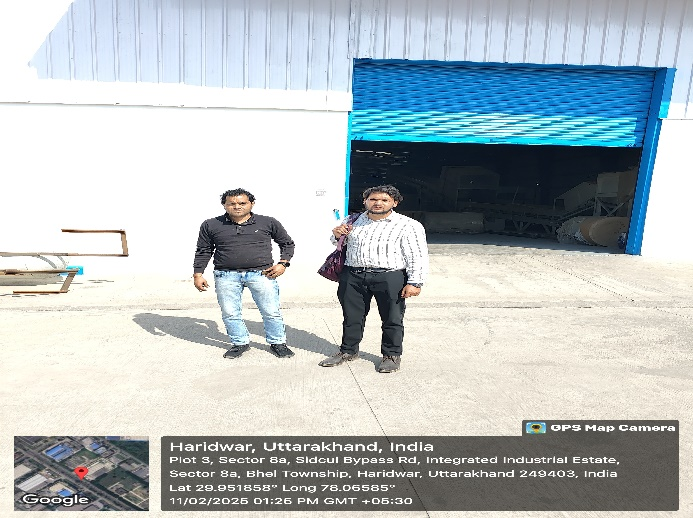 GPS Map Camera
Haridwar, Uttarakhand, India
Plot 3, Sector 8a, Sidcul Bypass Rd, Integrated Industrial Estate,
Sector 8a, Bhel Township, Haridwar, Uttarakhand 249403, India
Lat 29.951858° Long 78.06585°
11/02/2025 01:26 PM GMT +05:30
Google